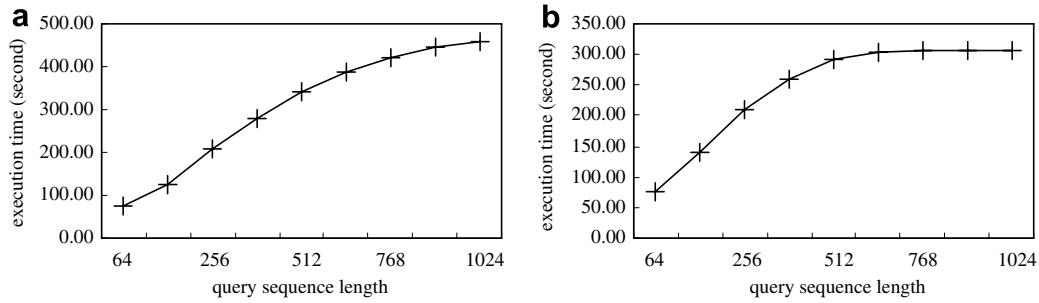 a
500.00
400.00
300.00
200.00
100.00
0.00
execution time (second)
64 256 512 768 1024
query sequence length
b
350.00
300.00
250.00
200.00
150.00
100.00
50.00
0.00
execution time (second)
64 256 512 768 1024
query sequence length